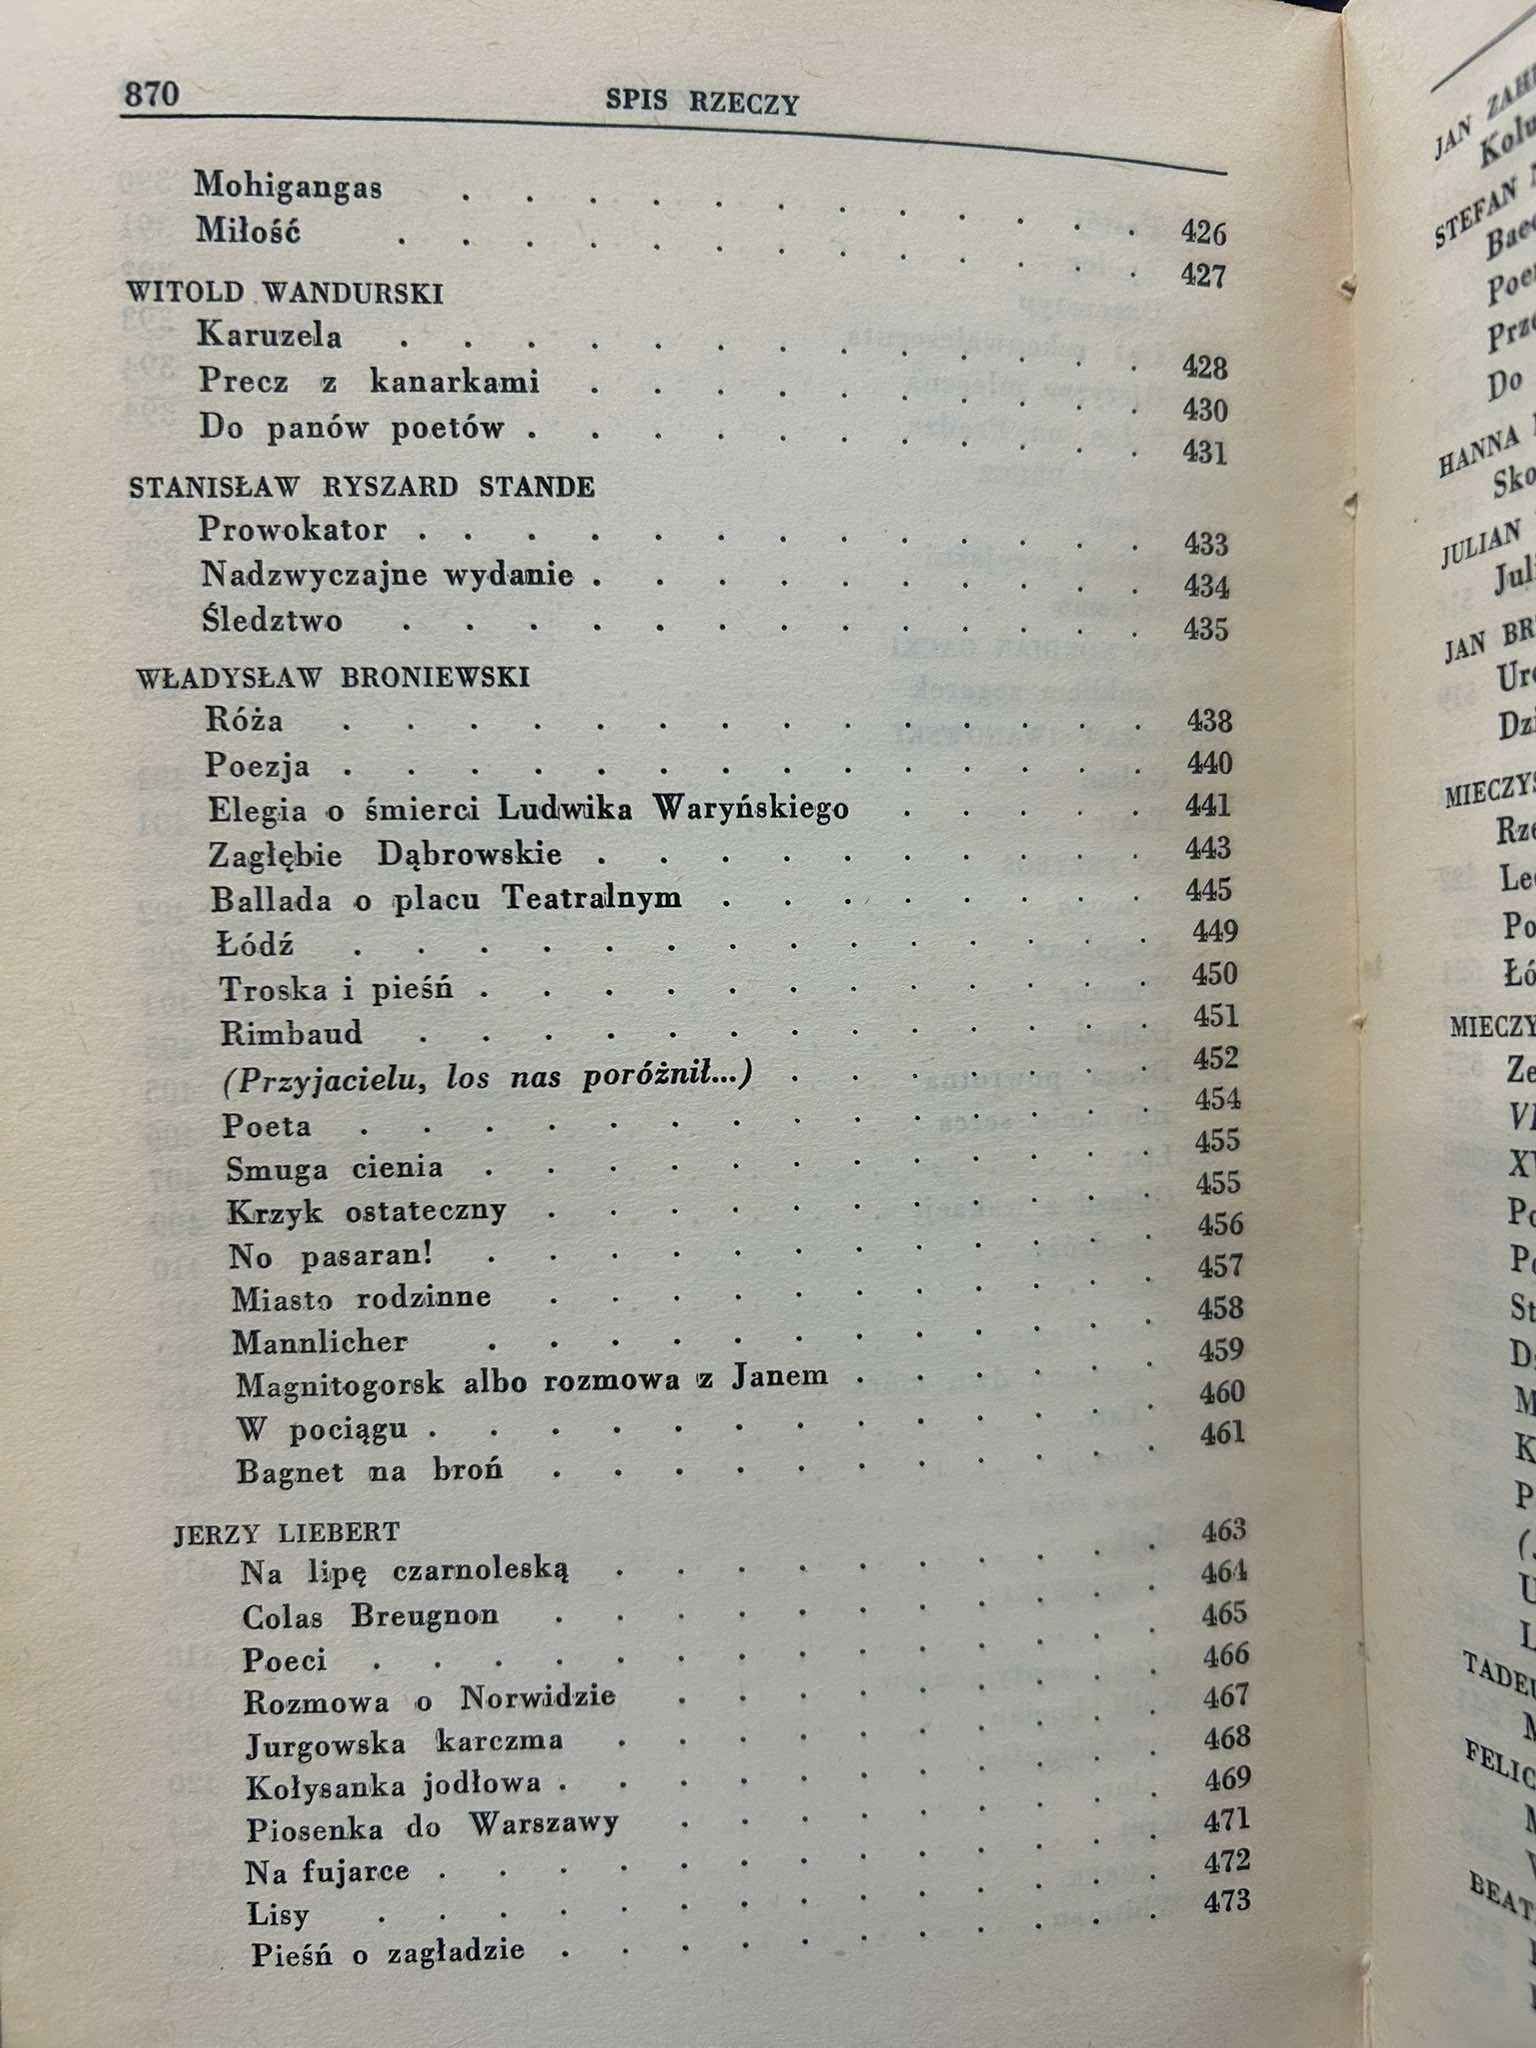 870 SPIS RZECZY
Mohigangas . . . . . . . . . . . . 426
Miłość . . . . . . . . . . . . . 427
WITOLD WANDURSKI
Karuzela . . . . . . . . . . . . . 428
Precz z kanarkami . . . . . . . . . . 430
Do panów poetów . . . . . . . . . . . 431
STANISŁAW RYSZARD STANDE
Prowokator . . . . . . . . . . . . . 433
Nadzwyczajne wydanie . . . . . . . . . . 434
Śledztwo . . . . . . . . . . . . . 435
WŁADYSŁAW BRONIEWSKI
Róża . . . . . . . . . . . . . . 438
Poezja . . . . . . . . . . . . . . 440
Elegia o śmierci Ludwika Waryńskiego . . . . . 441
Zagłębie Dąbrowskie . . . . . . . . . . 443
Ballada o placu Teatralnym . . . . . . . . 445
Łódź . . . . . . . . . . . . . . 449
Troska i pieśń . . . . . . . . . . . . 450
Rimbaud . . . . . . . . . . . . . 451
(Przyjacielu, los nas poróżnił...) . . . . . . . 452
Poeta . . . . . . . . . . . . . . 454
Smuga cienia . . . . . . . . . . . . 455
Krzyk ostateczny . . . . . . . . . . . 455
No pasaran! . . . . . . . . . . . . 456
Miasto rodzinne . . . . . . . . . . . 457
Mannlicher . . . . . . . . . . . . 458
Magnitogorsk albo rozmowa z Janem . . . . . . 459
W pociągu . . . . . . . . . . . . . 460
Bagnet na broń . . . . . . . . . . . 461
JERZY LIEBERT
Na lipę czarnoleską . . . . . . . . . . 463
Colas Breugnon . . . . . . . . . . . 464
Poeci . . . . . . . . . . . . . . 465
Rozmowa o Norwidzie . . . . . . . . . 466
Jurgowska karczma . . . . . . . . . . 467
Kołysanka jodłowa . . . . . . . . . . . 468
Piosenka do Warszawy . . . . . . . . . 469
Na fujarce . . . . . . . . . . . . . 471
Lisy . . . . . . . . . . . . . . 472
Pieśń o zagładzie . . . . . . . . . . . 473
JAN
STEFAN
Do
HANNA
JULIAN
JAN